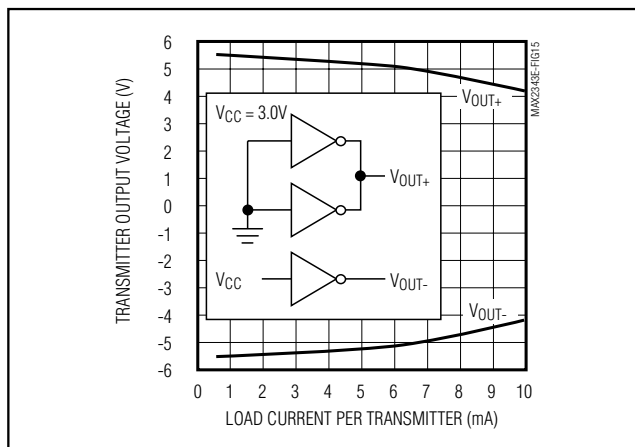 TRANSMITTER OUTPUT VOLTAGE (V)
6
5
4
3
2
1
0
-1
-2
-3
-4
-5
-6
VOUT+
MAX2343E-FIG15
VCC = 3.0V
VOUT+
VCC
VOUT-
VOUT-
0 1 2 3 4 5 6 7 8 9 10
LOAD CURRENT PER TRANSMITTER (mA)